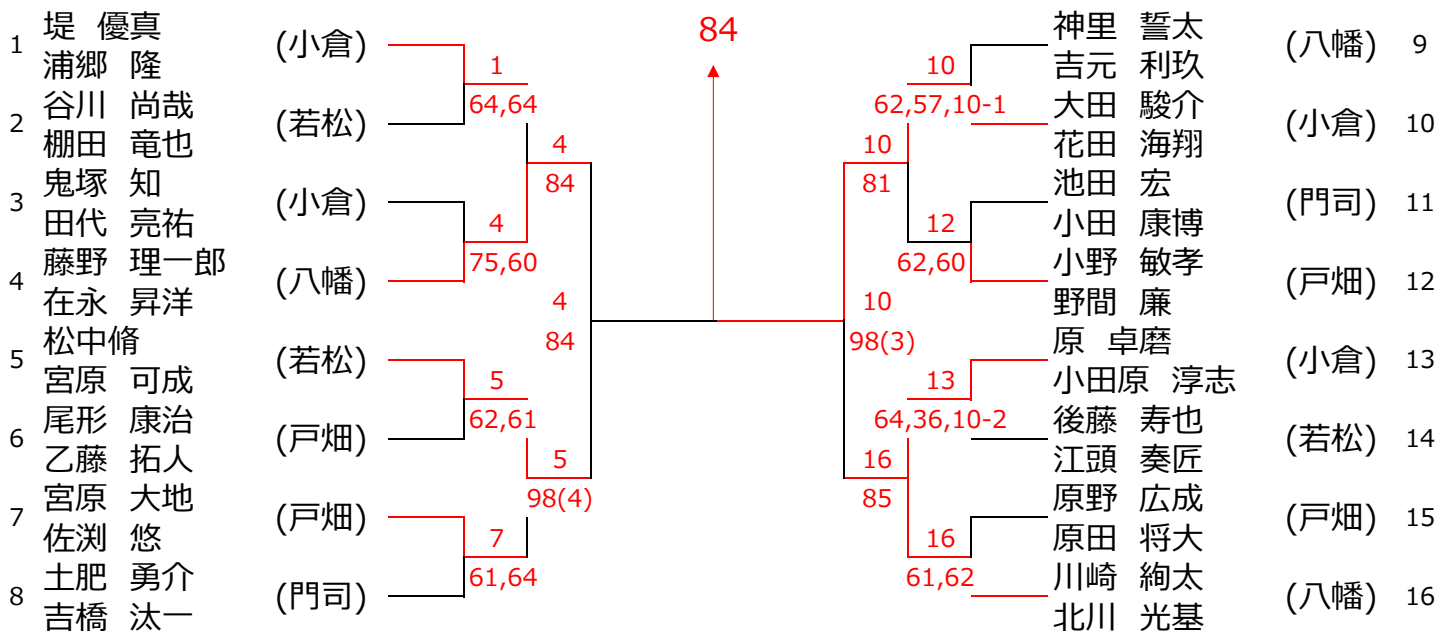 1 堤 優真 (小倉)
浦郷 隆
2 谷川 尚哉 (若松)
棚田 竜也
3 鬼塚 知 (小倉)
田代 亮祐
4 藤野 理一郎 (八幡)
在永 昇洋
5 松中脩 (若松)
宮原 可成
6 尾形 康治 (戸畑)
乙藤 拓人
7 宮原 大地 (戸畑)
佐渕 悠
8 土肥 勇介 (門司)
吉橋 汰一
1
64,64
4
84
4
75,60
4
84
5
62,61
5
98(4)
7
61,64
84
10
62,57,10-1
10
81
12
62,60
10
98(3)
13
64,36,10-2
16
85
16
61,62
神里 誓太 (八幡) 9
吉元 利玖
大田 駿介 (小倉) 10
花田 海翔
池田 宏 (門司) 11
小田 康博
小野 敏孝 (戸畑) 12
野間 廉
原 卓磨 (小倉) 13
小田原 淳志
後藤 寿也 (若松) 14
江頭 奏匠
原野 広成 (戸畑) 15
原田 将大
川崎 絢太 (八幡) 16
北川 光基